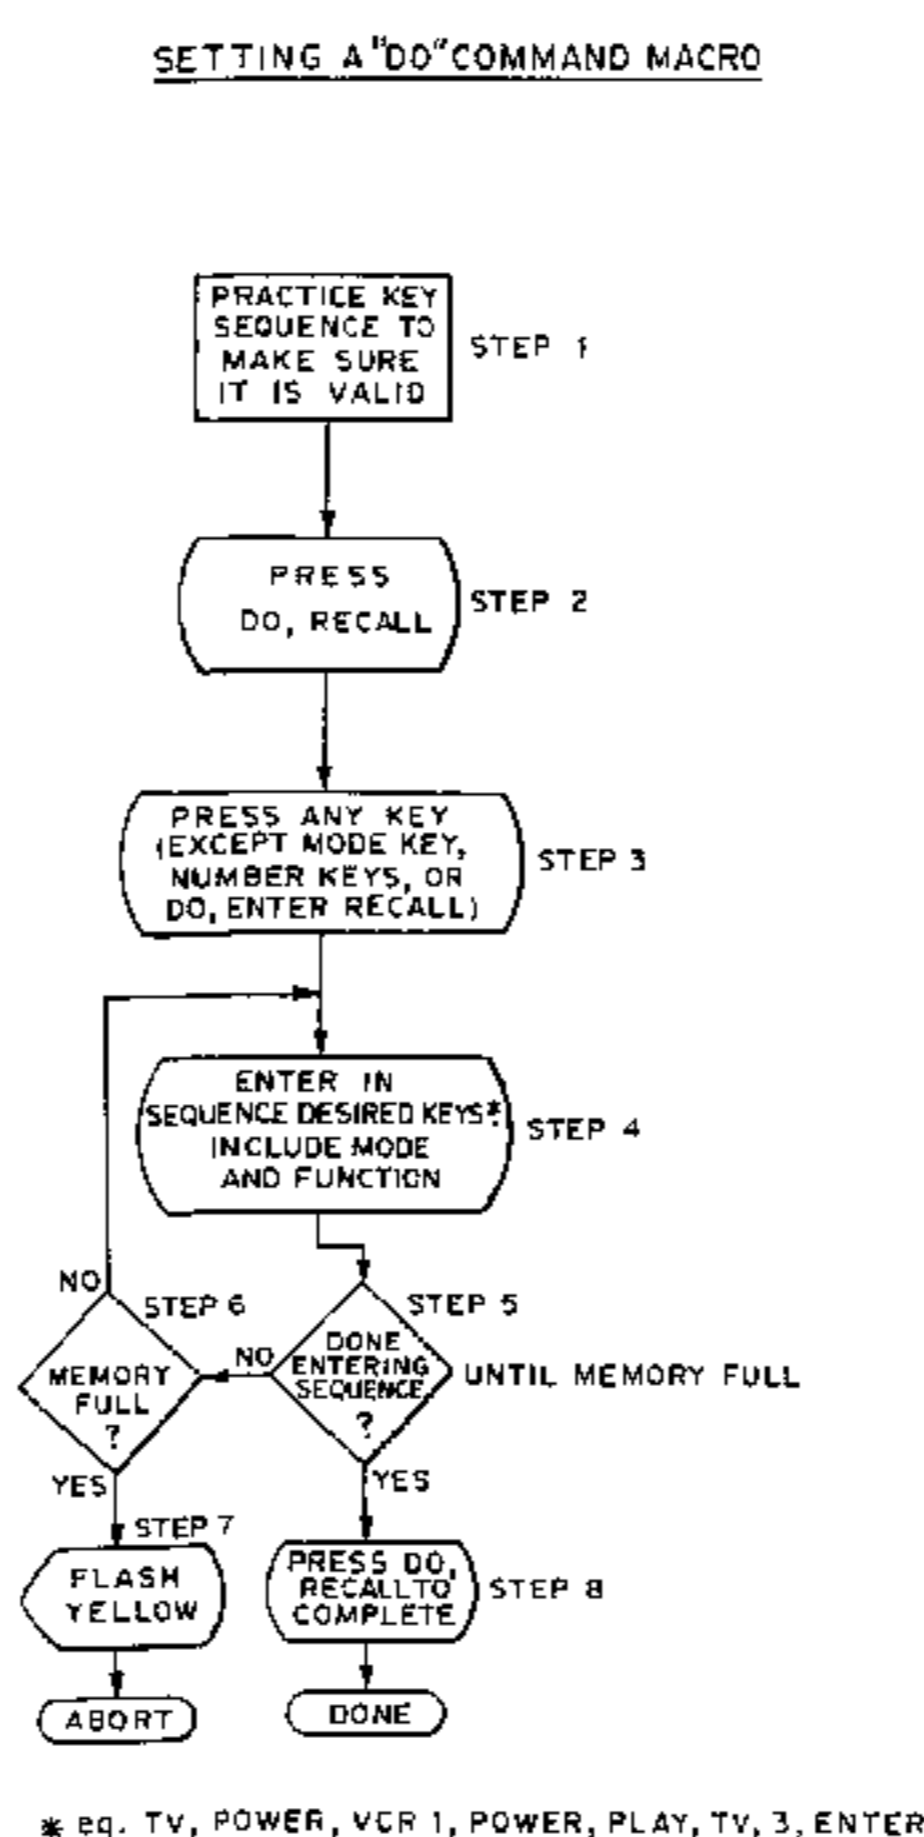 SETTING A "DO" COMMAND MACRO
PRACTICE KEY
SEQUENCE TO
MAKE SURE
IT IS VALID
STEP 1
PRESS
DO, RECALL
STEP 2
PRESS ANY KEY
(EXCEPT MODE KEY,
NUMBER KEYS, OR
DO, ENTER RECALL)
STEP 3
ENTER IN
SEQUENCE DESIRED KEYS*.
INCLUDE MODE
AND FUNCTION
STEP 4
NO
STEP 6
MEMORY
FULL
?
YES
NO
STEP 5
DONE
ENTERING
SEQUENCE
?
UNTIL MEMORY FULL
YES
STEP 7
FLASH
YELLOW
ABORT
PRESS DO,
RECALL TO
COMPLETE
STEP 8
DONE
* eg. TV, POWER, VCR 1, POWER, PLAY, TV, 3, ENTER